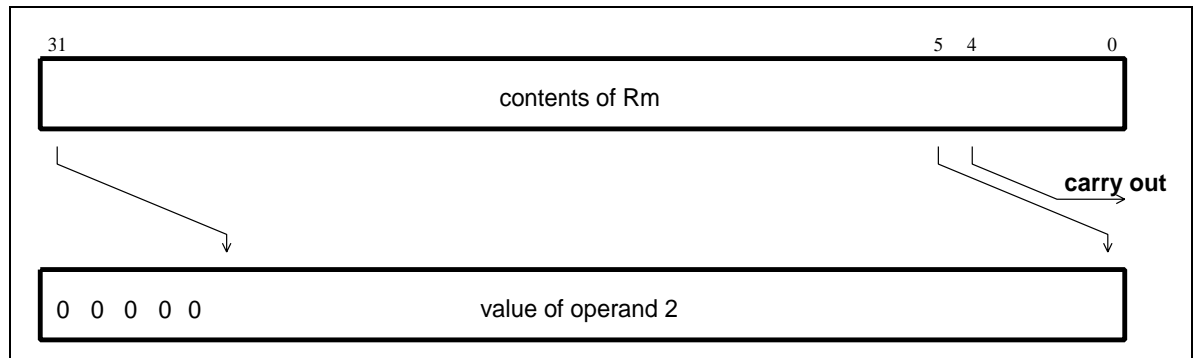 31 5 4 0
contents of Rm
carry out
0 0 0 0 0 value of operand 2